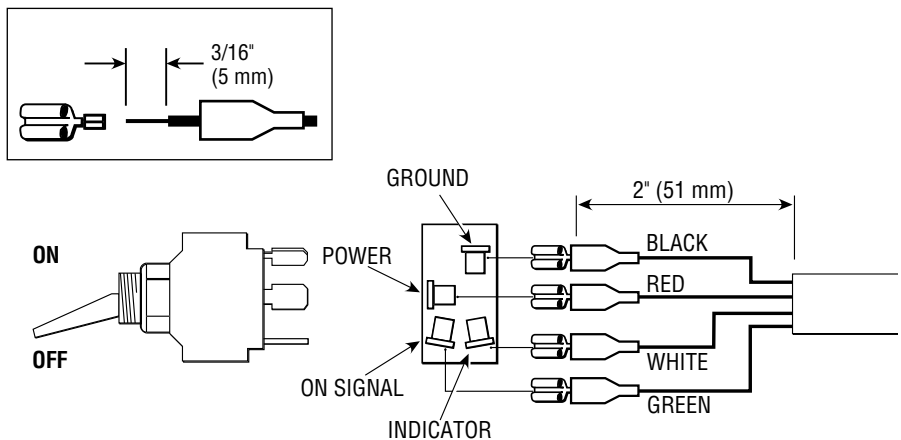 3/16"
(5 mm)
GROUND
2" (51 mm)
ON
POWER
BLACK
RED
OFF
WHITE
ON SIGNAL
GREEN
INDICATOR